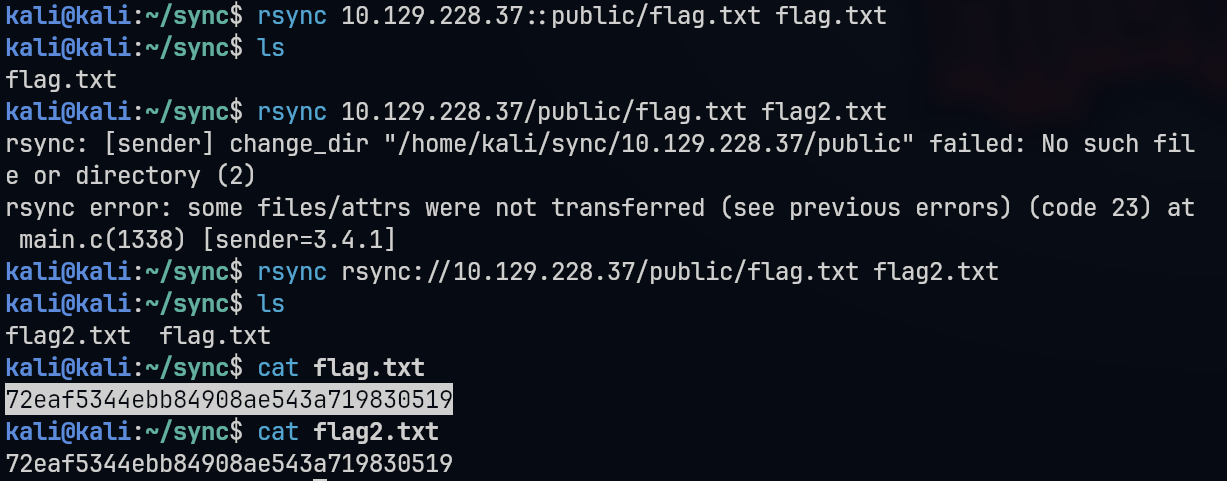 kali@kali:~/sync$ rsync 10.129.228.37::public/flag.txt flag.txt
kali@kali:~/sync$ ls
flag.txt
kali@kali:~/sync$ rsync 10.129.228.37/public/flag.txt flag2.txt
rsync: [sender] change_dir "/home/kali/sync/10.129.228.37/public" failed: No such fil
e or directory (2)
rsync error: some files/attrs were not transferred (see previous errors) (code 23) at
 main.c(1338) [sender=3.4.1]
kali@kali:~/sync$ rsync rsync://10.129.228.37/public/flag.txt flag2.txt
kali@kali:~/sync$ ls
flag2.txt  flag.txt
kali@kali:~/sync$ cat flag.txt
72eaf5344ebb84908ae543a719830519
kali@kali:~/sync$ cat flag2.txt
72eaf5344ebb84908ae543a719830519